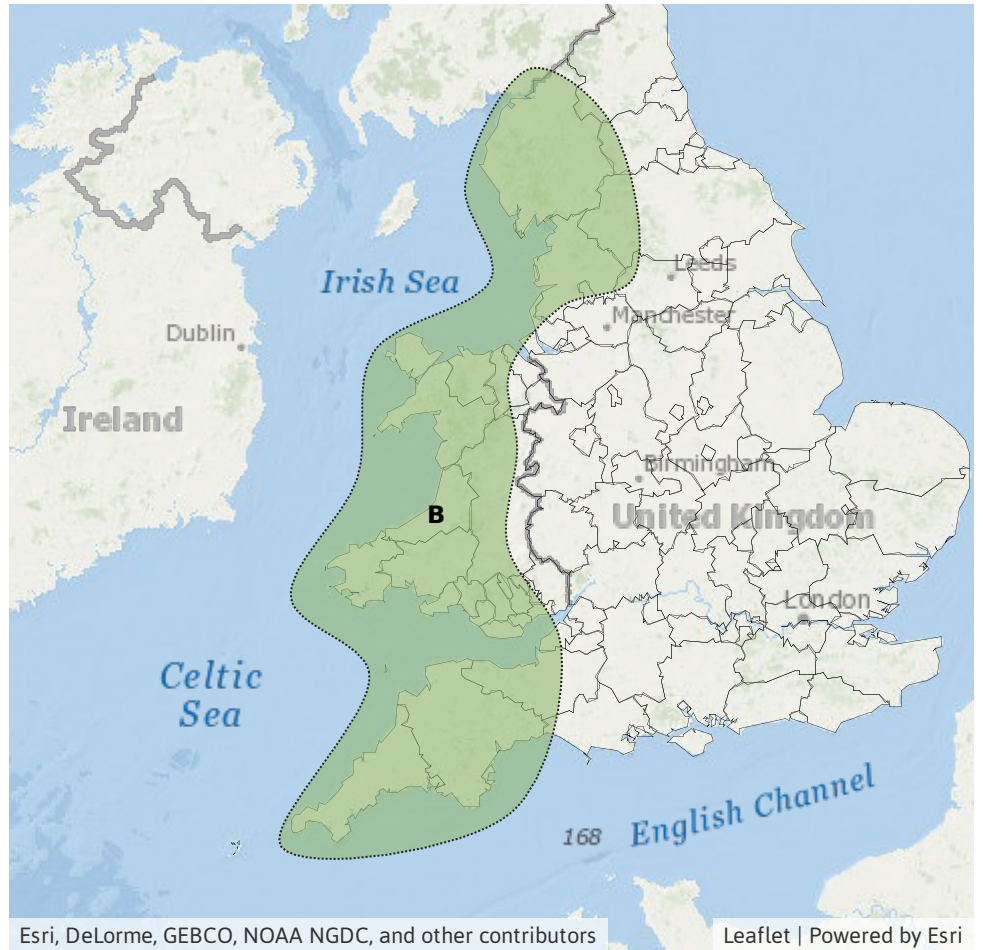 Irish Sea
Leeds
Manchester
Dublin
Ireland
Birmingham
B
United Kingdom
London
Celtic
Sea
168
English Channel
Esri, DeLorme, GEBCO, NOAA NGDC, and other contributors
Leaflet | Powered by Esri